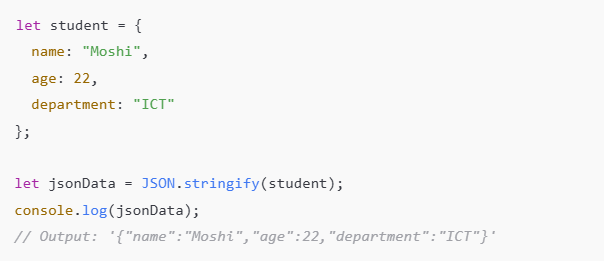 let student = {
  name: "Moshi",
  age: 22,
  department: "ICT"
};

let jsonData = JSON.stringify(student);
console.log(jsonData);
// Output: '{"name":"Moshi","age":22,"department":"ICT"}'